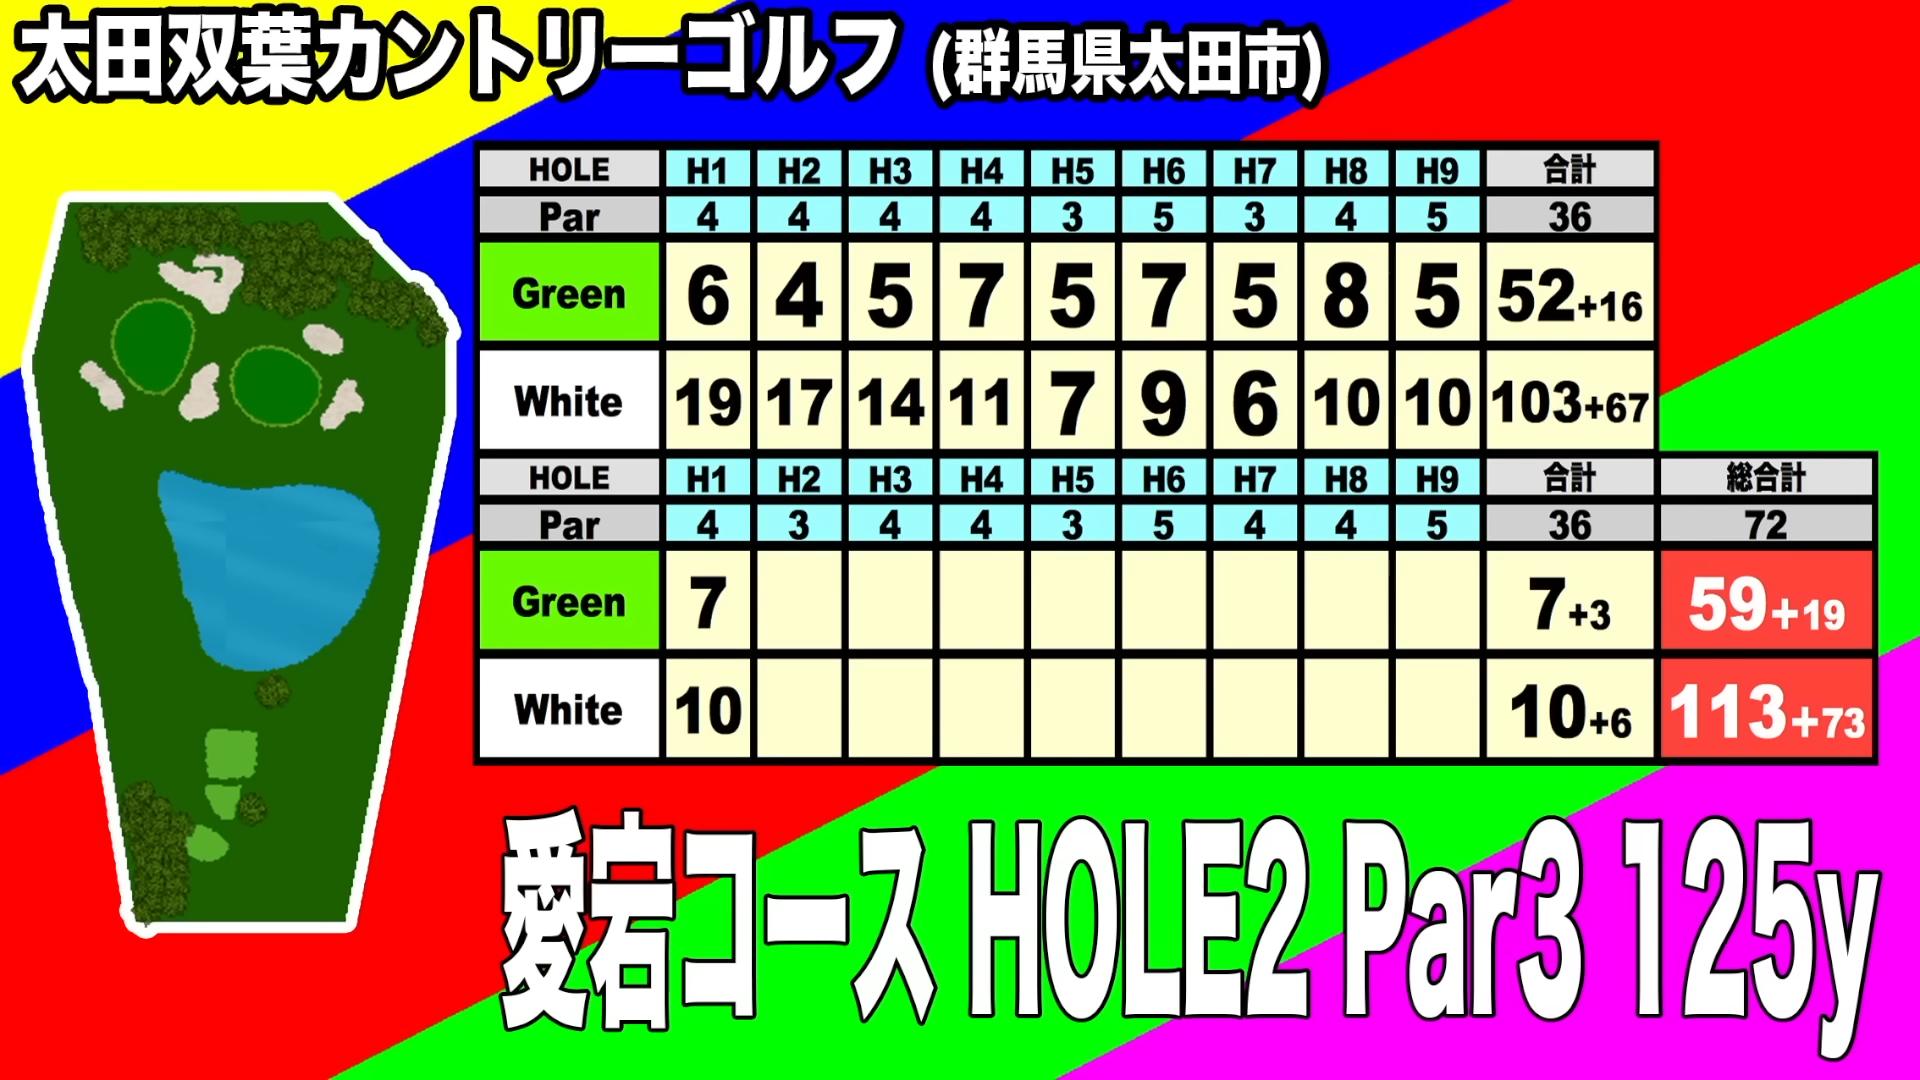 太田双葉カントリーゴルフ (群馬県太田市)
HOLE H1 H2 H3 H4 H5 H6 H7 H8 H9 合計
Par 4 4 4 4 3 5 3 4 5 36
Green 6 4 5 7 5 7 5 8 5 52+16
White 19 17 14 11 7 9 6 10 10 103+67
HOLE H1 H2 H3 H4 H5 H6 H7 H8 H9 合計 総合計
Par 4 3 4 4 3 5 4 4 5 36 72
Green 7 7+3 59+19
White 10 10+6 113+73
愛宕コース HOLE2 Par3 125y